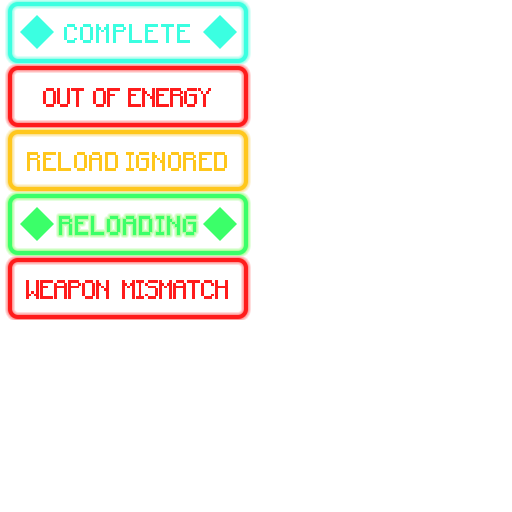 COMPLETE
OUT OF ENERGY
RELOAD IGNORED
RELOADING
WEAPON MISMATCH